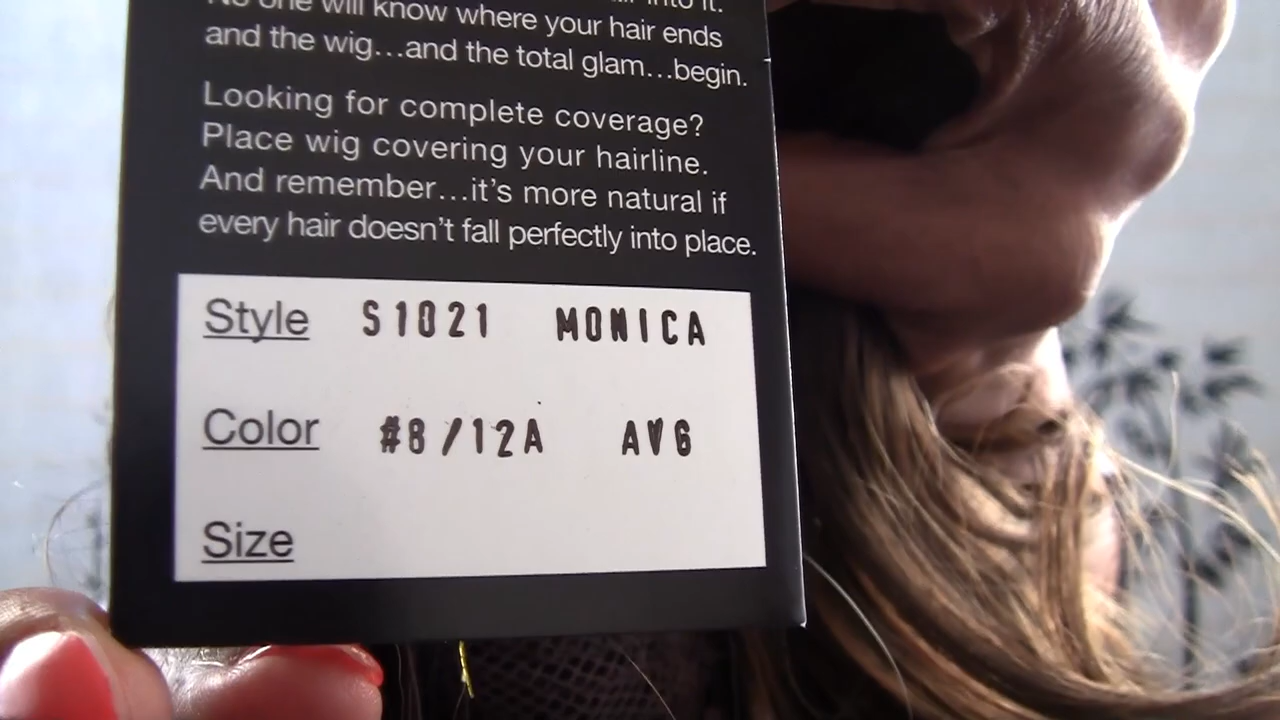 into it.
No one will know where your hair ends
and the wig...and the total glam...begin.
Looking for complete coverage?
Place wig covering your hairline.
And remember...it's more natural if
every hair doesn't fall perfectly into place.
Style S1021 MONICA
Color #8/12A AVG
Size